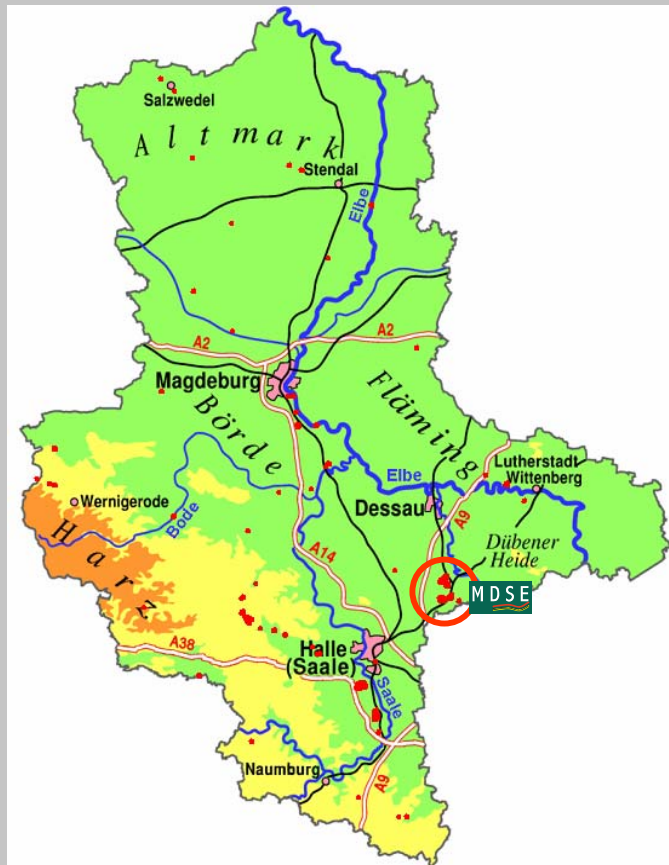 Salzwedel
Altmark
Stendal
Elbe
A2
A2
Magdeburg
Börde
Fläming
Elbe
Lutherstadt
Wittenberg
Wernigerode
Bode
Dessau
A9
Harz
A14
Dübener
Heide
MDSE
A38
Halle
(Saale)
Saale
Naumburg
A9